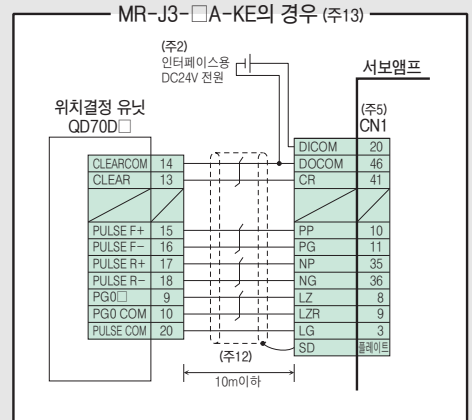 MR-J3-□A-KE의 경우 (주13)
(주2)
인터페이스용
DC24V 전원
서보앰프
위치결정 유닛
QD70D□
(주5)
CN1
DICOM 20
CLEARCOM 14 DOCOM 46
CLEAR 13 CR 41
PULSE F+ 15 PP 10
PULSE F- 16 PG 11
PULSE R+ 17 NP 35
PULSE R- 18 NG 36
PG0□ 9 LZ 8
PG0 COM 10 LZR 9
PULSE COM 20 LG 3
SD 플레이트
(주12)
10m이하